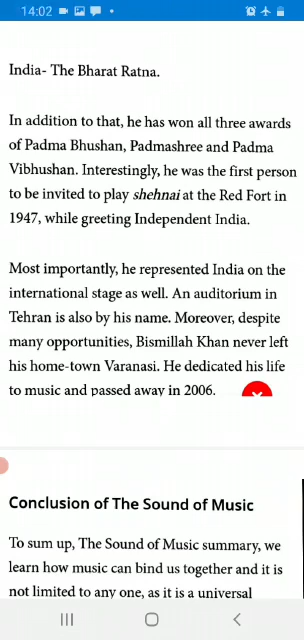 14:02
India- The Bharat Ratna.
In addition to that, he has won all three awards
of Padma Bhushan, Padmashree and Padma
Vibhushan. Interestingly, he was the first person
to be invited to play shehnai at the Red Fort in
1947, while greeting Independent India.
Most importantly, he represented India on the
international stage as well. An auditorium in
Tehran is also by his name. Moreover, despite
many opportunities, Bismillah Khan never left
his home-town Varanasi. He dedicated his life
to music and passed away in 2006.
Conclusion of The Sound of Music
To sum up, The Sound of Music summary, we
learn how music can bind us together and it is
not limited to any one, as it is a universal